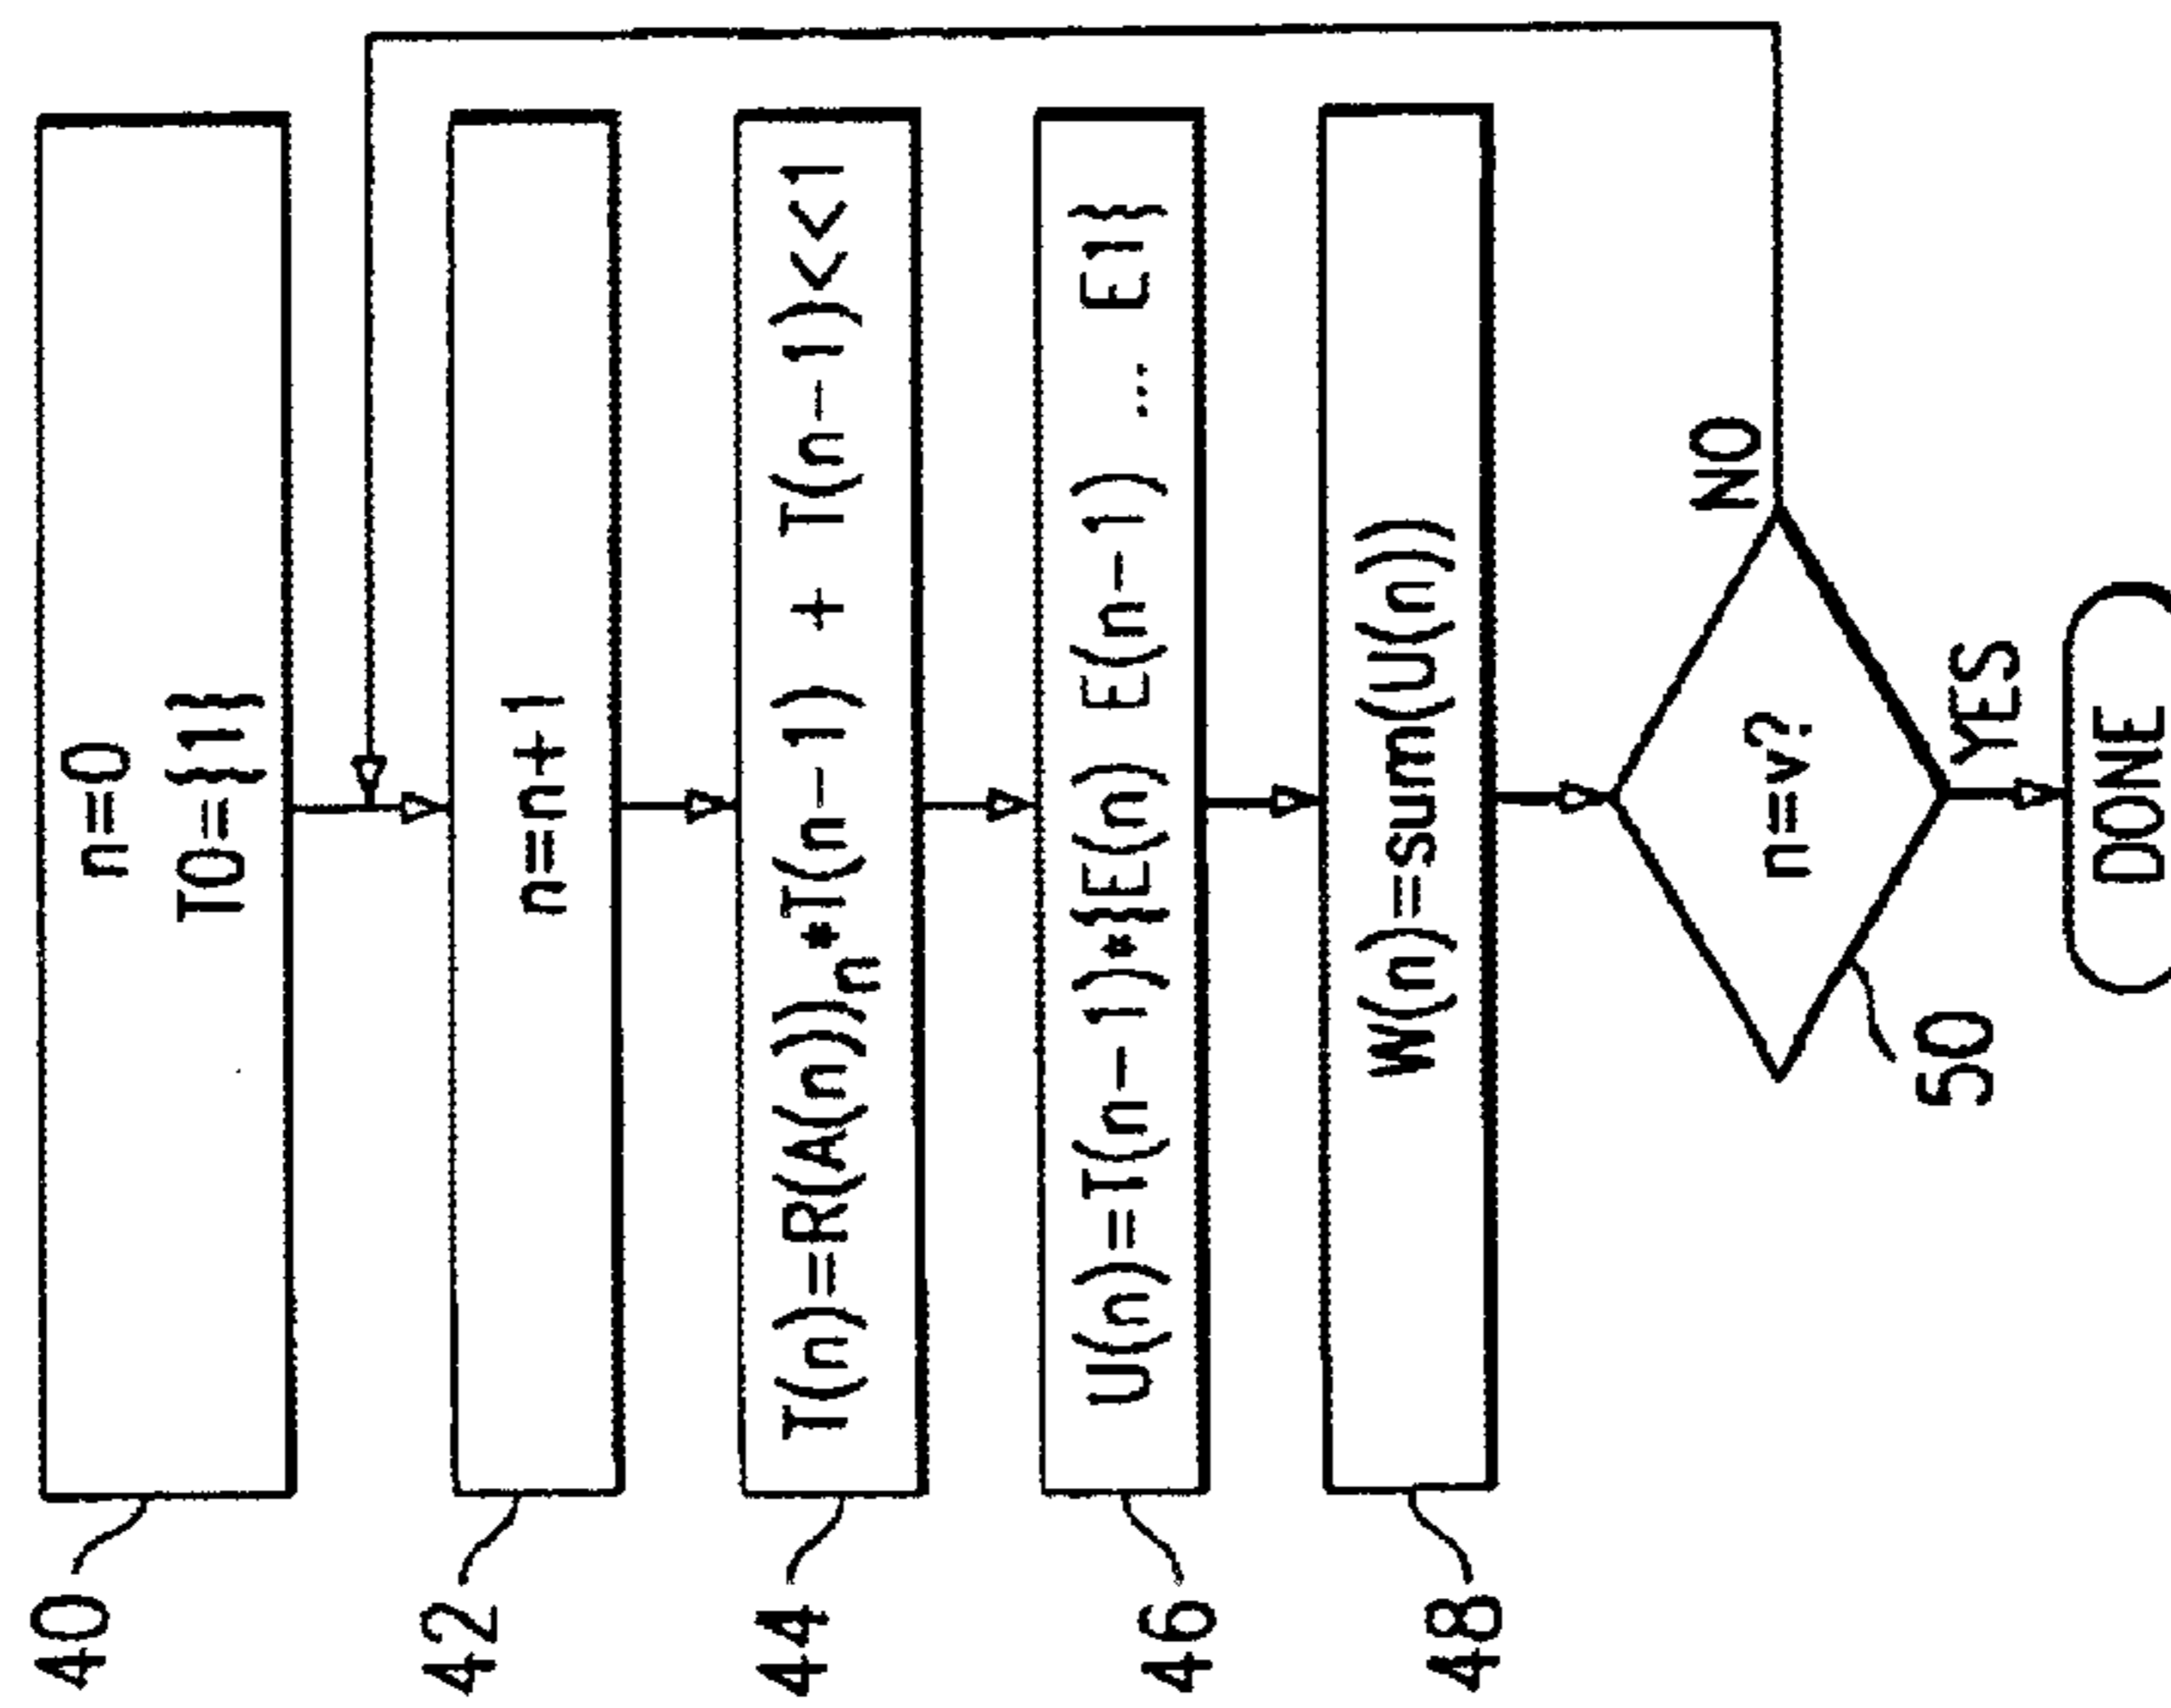 40
n=0
T0={1}
42
n=n+1
44
T(n)=R(A(n))n*T(n-1) + T(n-1)<<1
46
U(n)=T(n-1)*{E(n) E(n-1) ... E1}
48
W(n)=sum(U(n))
n=v?
NO
50
YES
DONE